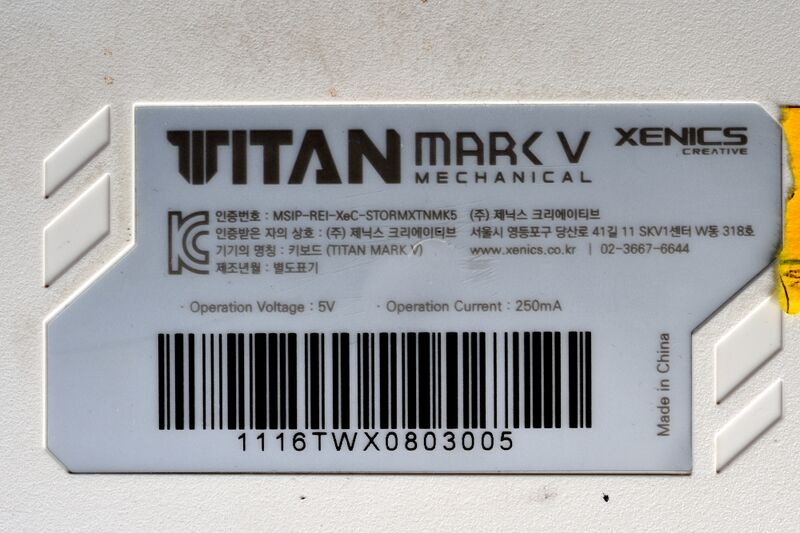 TITAN MARK V XENICS
MECHANICAL CREATIVE
인증번호 : MSIP-REI-XeC-STORMXTNMK5 (주) 제닉스 크리에이티브
인증받은 자의 상호 : (주) 제닉스 크리에이티브 서울시 영등포구 당산로 41길 11 SKV1센터 W동 318호
기기의 명칭 : 키보드 (TITAN MARK V) www.xenics.co.kr | 02-3667-6644
제조년월 : 별도표기
· Operation Voltage : 5V · Operation Current : 250mA
1116TWX0803005
Made in China